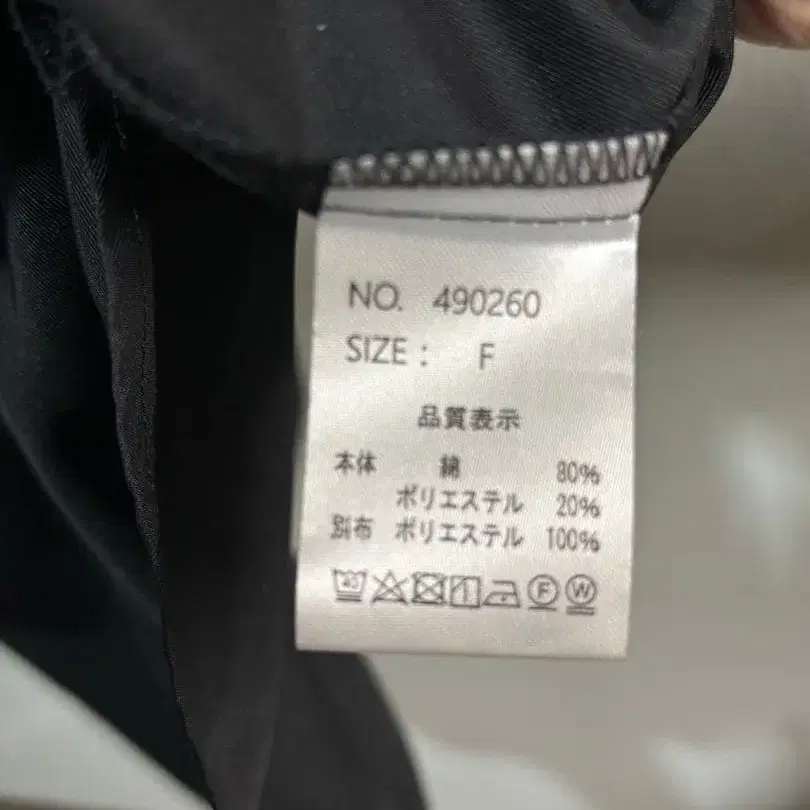 NO. 490260
SIZE : F
品質表示
本体 綿 80%
ポリエステル 20%
別布 ポリエステル 100%
40 F W